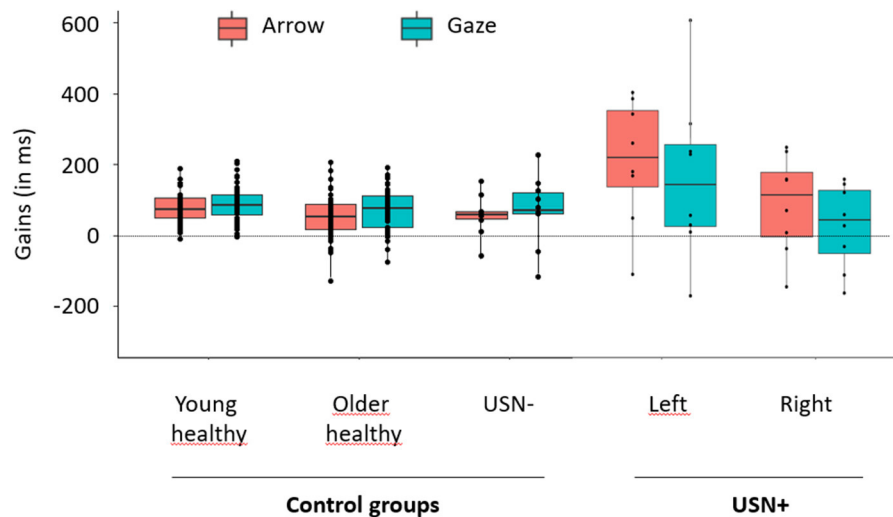 Arrow Gaze
600
400
200
0
-200
Gains (in ms)
Young healthy
Older healthy
USN-
Left
Right
Control groups
USN+